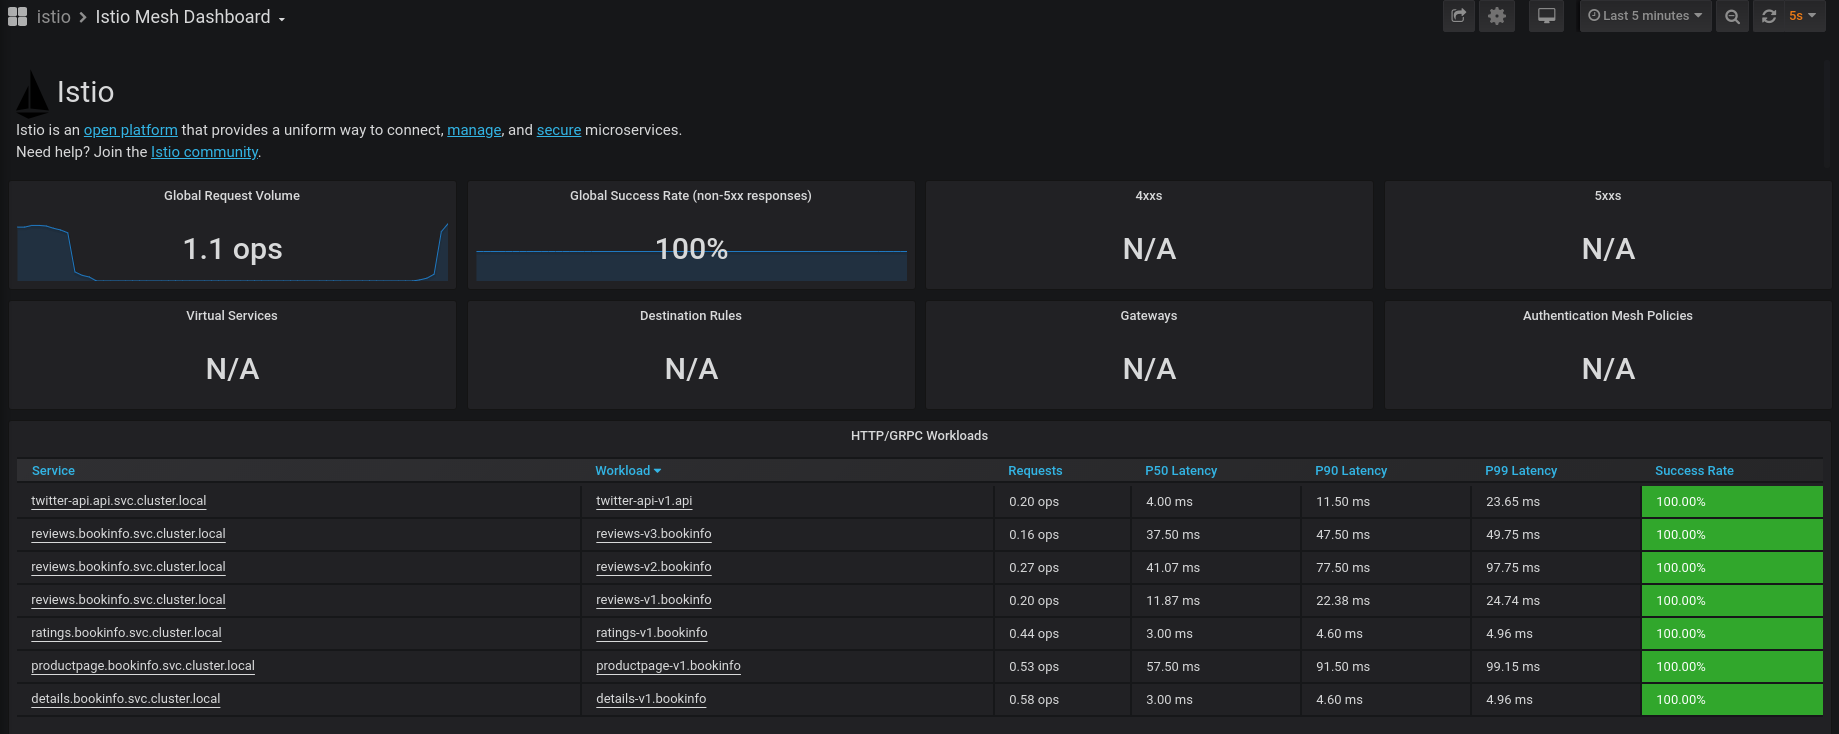 istio > Istio Mesh Dashboard
Last 5 minutes 5s
Istio
Istio is an open platform that provides a uniform way to connect, manage, and secure microservices.
Need help? Join the Istio community.
Global Request Volume Global Success Rate (non-5xx responses) 4xxs 5xxs
1.1 ops 100% N/A N/A
Virtual Services Destination Rules Gateways Authentication Mesh Policies
N/A N/A N/A N/A
HTTP/GRPC Workloads
Service Workload Requests P50 Latency P90 Latency P99 Latency Success Rate
twitter-api.api.svc.cluster.local twitter-api-v1.api 0.20 ops 4.00 ms 11.50 ms 23.65 ms 100.00%
reviews.bookinfo.svc.cluster.local reviews-v3.bookinfo 0.16 ops 37.50 ms 47.50 ms 49.75 ms 100.00%
reviews.bookinfo.svc.cluster.local reviews-v2.bookinfo 0.27 ops 41.07 ms 77.50 ms 97.75 ms 100.00%
reviews.bookinfo.svc.cluster.local reviews-v1.bookinfo 0.20 ops 11.87 ms 22.38 ms 24.74 ms 100.00%
ratings.bookinfo.svc.cluster.local ratings-v1.bookinfo 0.44 ops 3.00 ms 4.60 ms 4.96 ms 100.00%
productpage.bookinfo.svc.cluster.local productpage-v1.bookinfo 0.53 ops 57.50 ms 91.50 ms 99.15 ms 100.00%
details.bookinfo.svc.cluster.local details-v1.bookinfo 0.58 ops 3.00 ms 4.60 ms 4.96 ms 100.00%